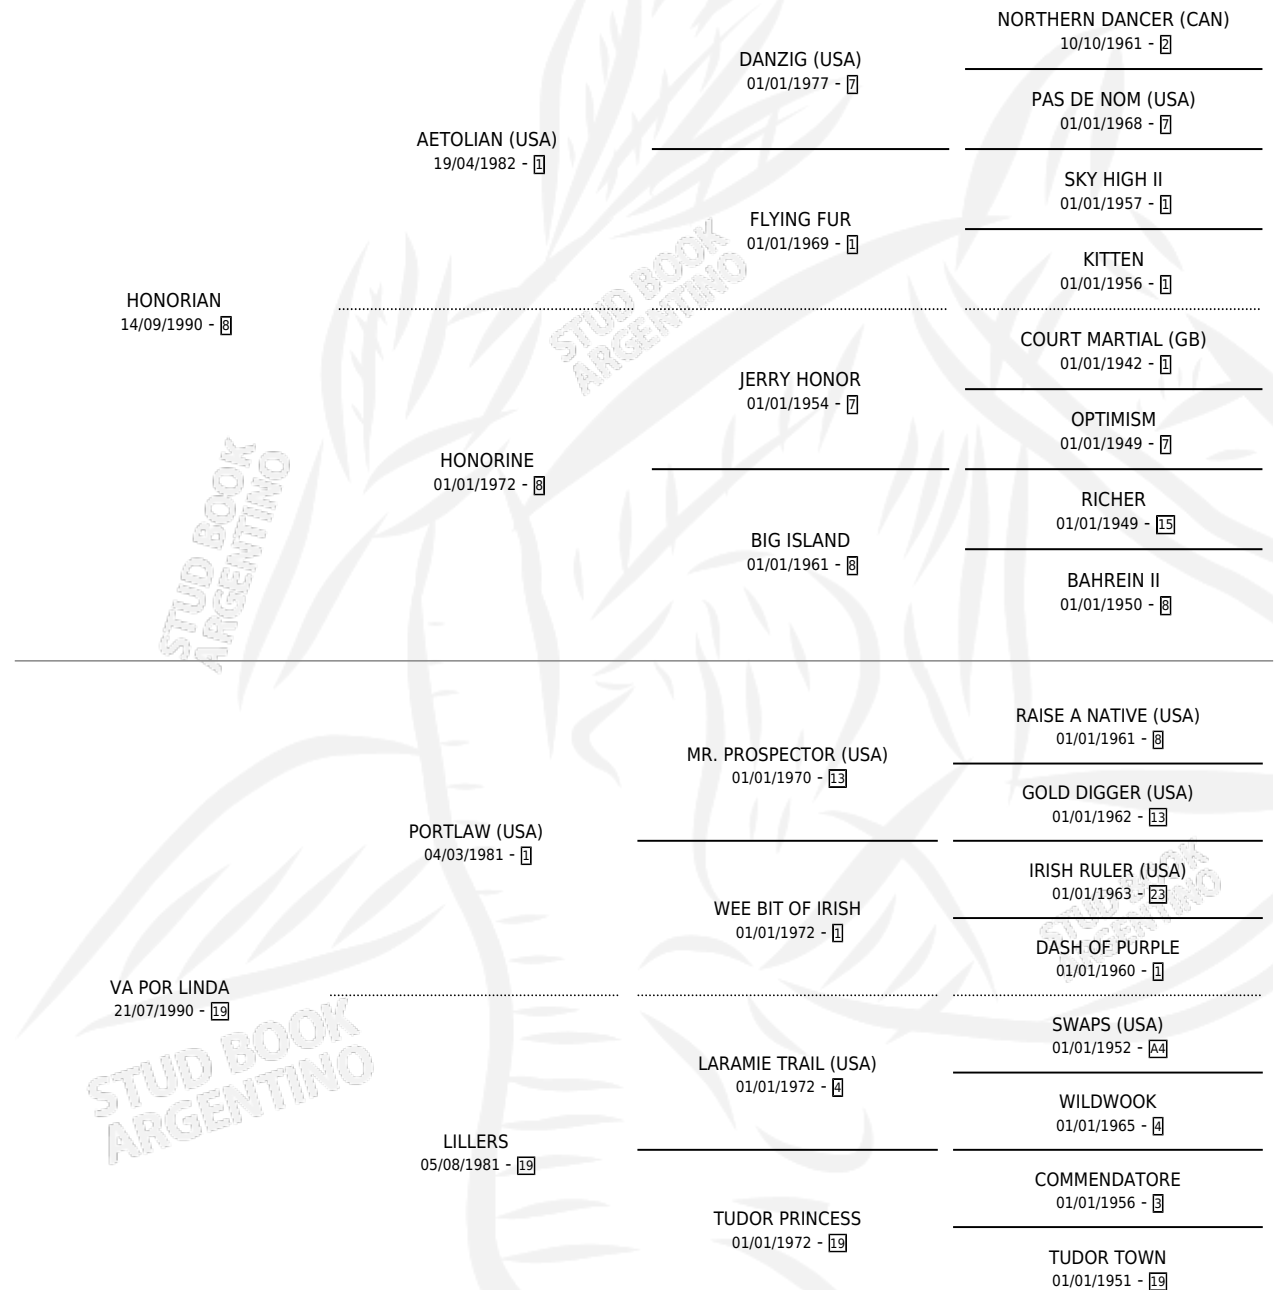 NORTHERN DANCER (CAN)
10/10/1961 - 2
DANZIG (USA)
01/01/1977 - 7
PAS DE NOM (USA)
01/01/1968 - 7
AETOLIAN (USA)
19/04/1982 - 1
SKY HIGH II
01/01/1957 - 1
FLYING FUR
01/01/1969 - 1
KITTEN
01/01/1956 - 1
HONORIAN
14/09/1990 - 8
COURT MARTIAL (GB)
01/01/1942 - 1
JERRY HONOR
01/01/1954 - 7
OPTIMISM
01/01/1949 - 7
HONORINE
01/01/1972 - 8
RICHER
01/01/1949 - 15
BIG ISLAND
01/01/1961 - 8
BAHREIN II
01/01/1950 - 8
RAISE A NATIVE (USA)
01/01/1961 - 8
MR. PROSPECTOR (USA)
01/01/1970 - 13
GOLD DIGGER (USA)
01/01/1962 - 13
PORTLAW (USA)
04/03/1981 - 1
IRISH RULER (USA)
01/01/1963 - 23
WEE BIT OF IRISH
01/01/1972 - 1
DASH OF PURPLE
01/01/1960 - 1
VA POR LINDA
21/07/1990 - 19
SWAPS (USA)
01/01/1952 - A4
LARAMIE TRAIL (USA)
01/01/1972 - 4
WILDWOOK
01/01/1965 - 4
LILLERS
05/08/1981 - 19
COMMENDATORE
01/01/1956 - 3
TUDOR PRINCESS
01/01/1972 - 19
TUDOR TOWN
01/01/1951 - 19
STUD BOOK
ARGENTINO
STUD BOOK
ARGENTINO
STUD BOOK
ARGENTINO
STUD BOOK
ARGENTINO